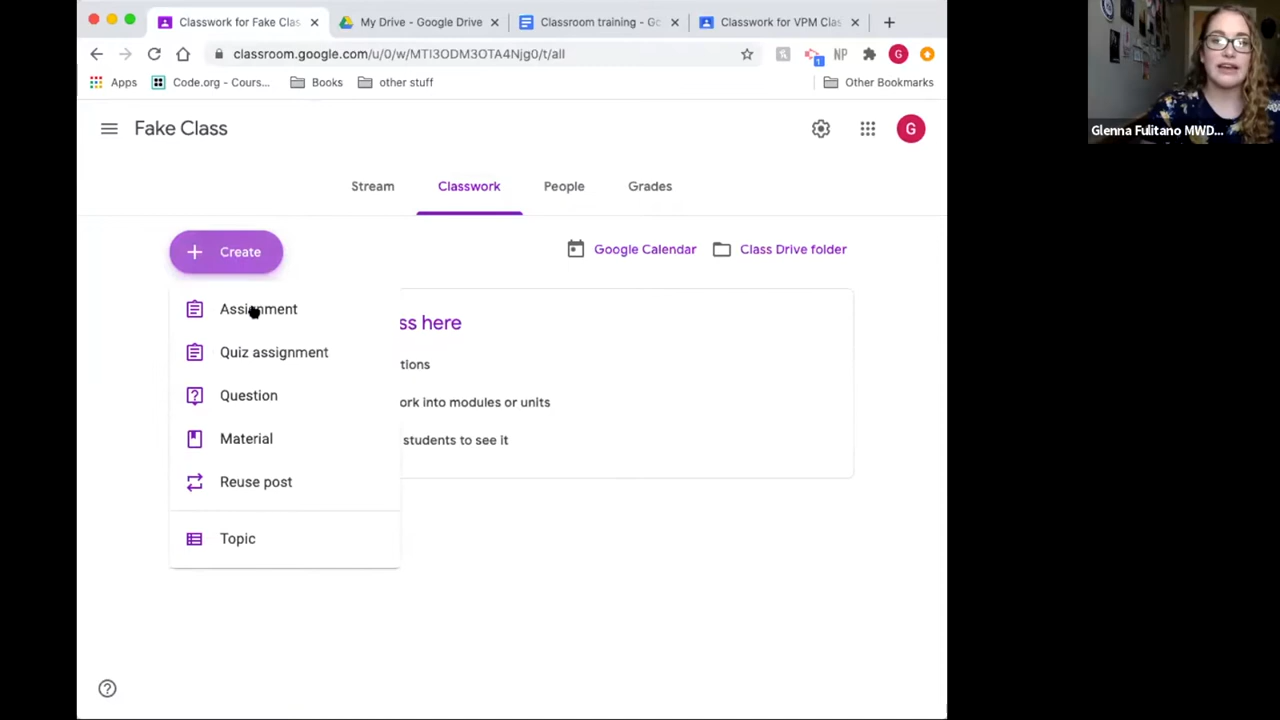 Classwork for Fake Clas
My Drive - Google Drive
Classroom training - Go
Classwork for VPM Clas
classroom.google.com/u/0/w/MTI3ODM3OTA4Njg0/t/all
1
NP
G
Apps
Code.org - Cours...
Books
other stuff
Other Bookmarks
Glenna Fulitano MWD...
Fake Class
G
Stream
Classwork
People
Grades
Create
Google Calendar
Class Drive folder
Assignment
ss here
Quiz assignment
tions
Question
ork into modules or units
Material
students to see it
Reuse post
Topic